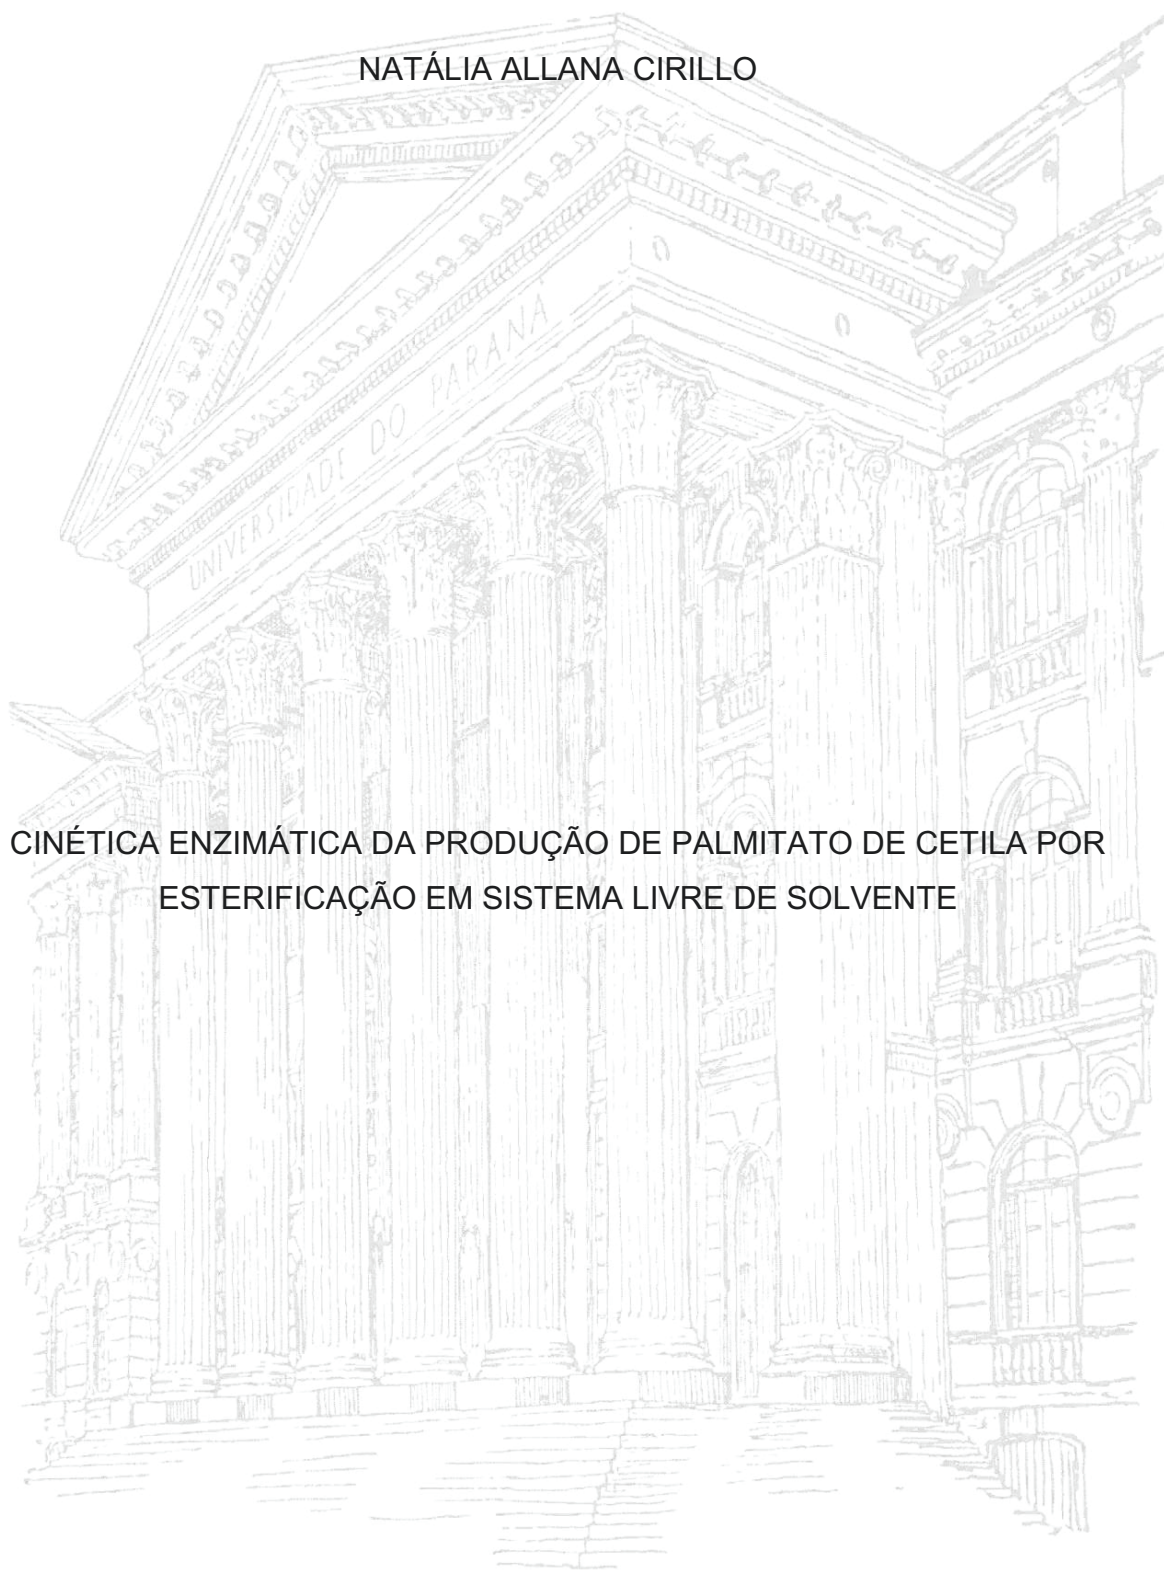 NATÁLIA ALLANA CIRILLO
UNIVERSIDADE DO PARANÁ
CINÉTICA ENZIMÁTICA DA PRODUÇÃO DE PALMITATO DE CETILA POR
ESTERIFICAÇÃO EM SISTEMA LIVRE DE SOLVENTE